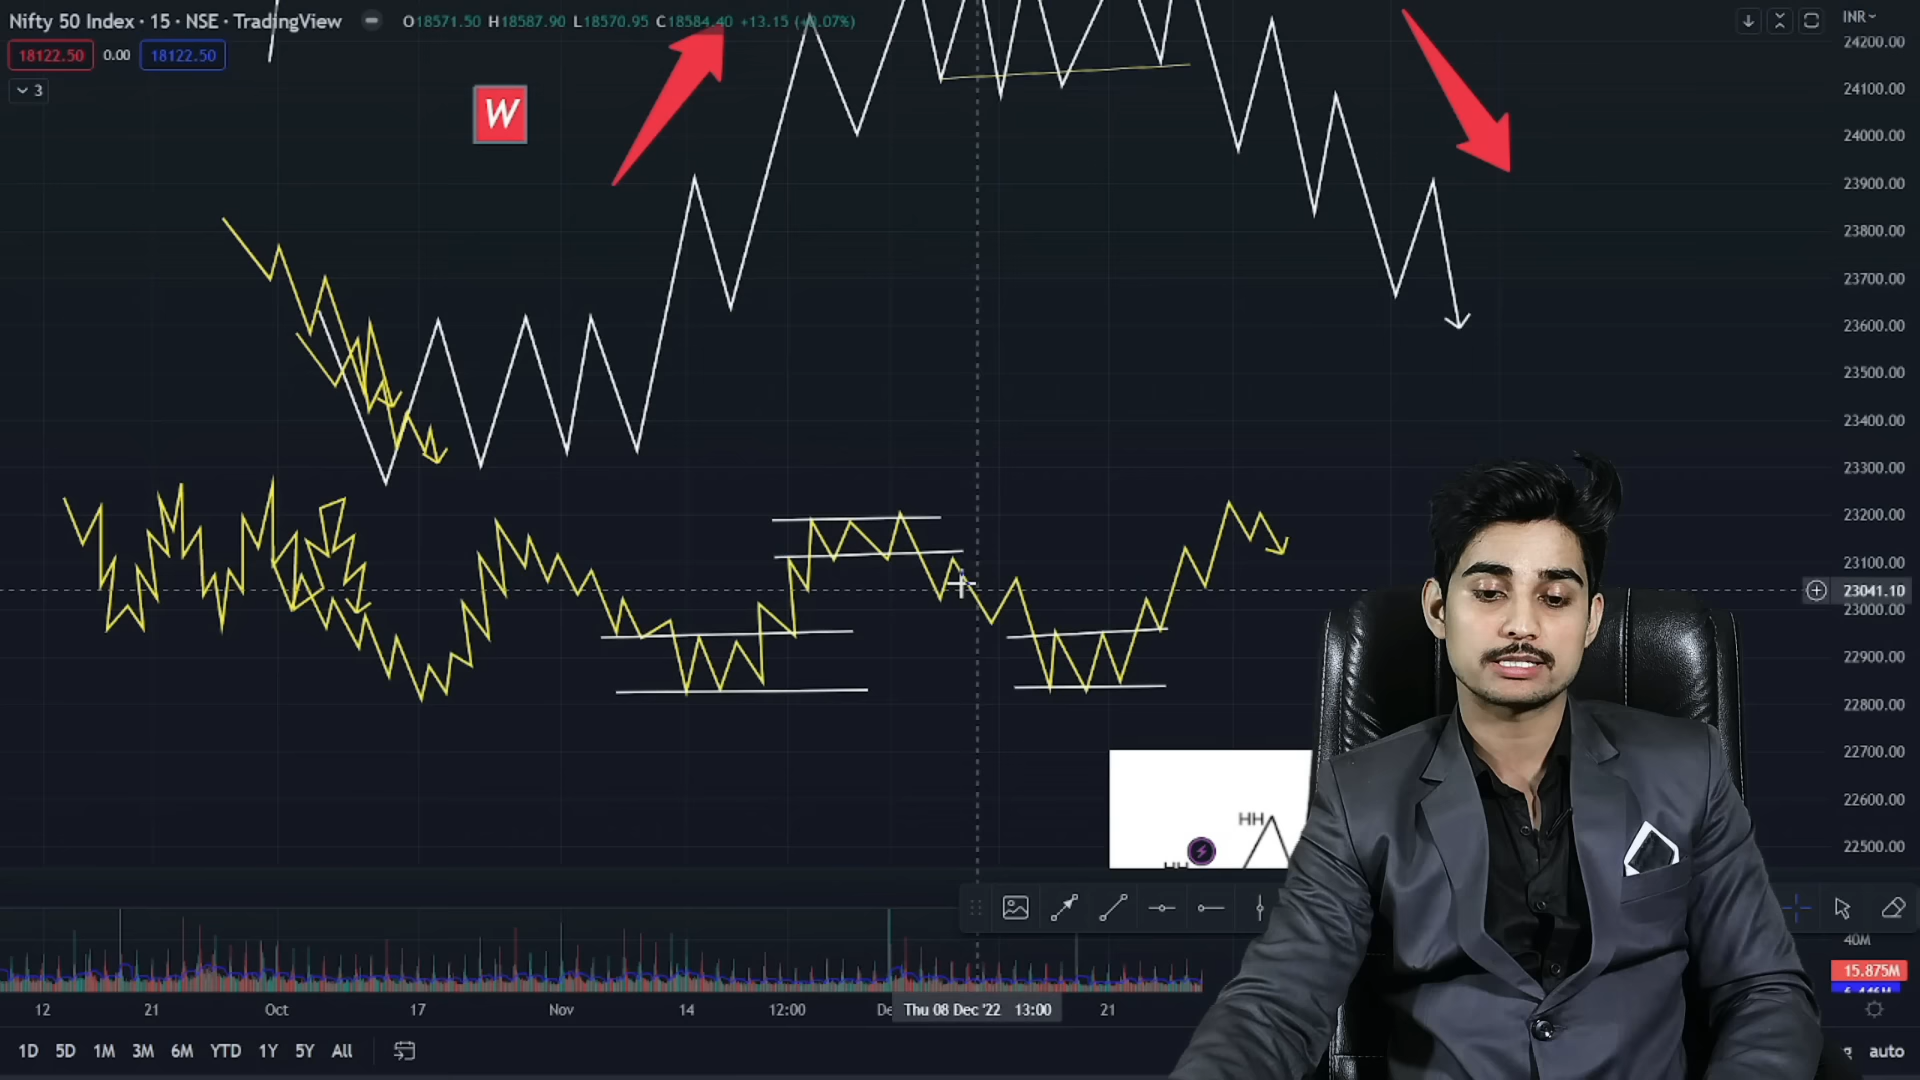 Nifty 50 Index · 15 · NSE · TradingView
O18571.50 H18587.90 L18570.95 C18584.40 +13.15
18122.50 0.00 18122.50
3
W
INR
24200.00
24100.00
24000.00
23900.00
23800.00
23700.00
23600.00
23500.00
23400.00
23300.00
23200.00
23100.00
23041.10
23000.00
22900.00
22800.00
22700.00
22600.00
22500.00
HH
HH
40M
15.875M
12 21 Oct 17 Nov 14 12:00 Thu 08 Dec '22 13:00 21
1D 5D 1M 3M 6M YTD 1Y 5Y All
auto